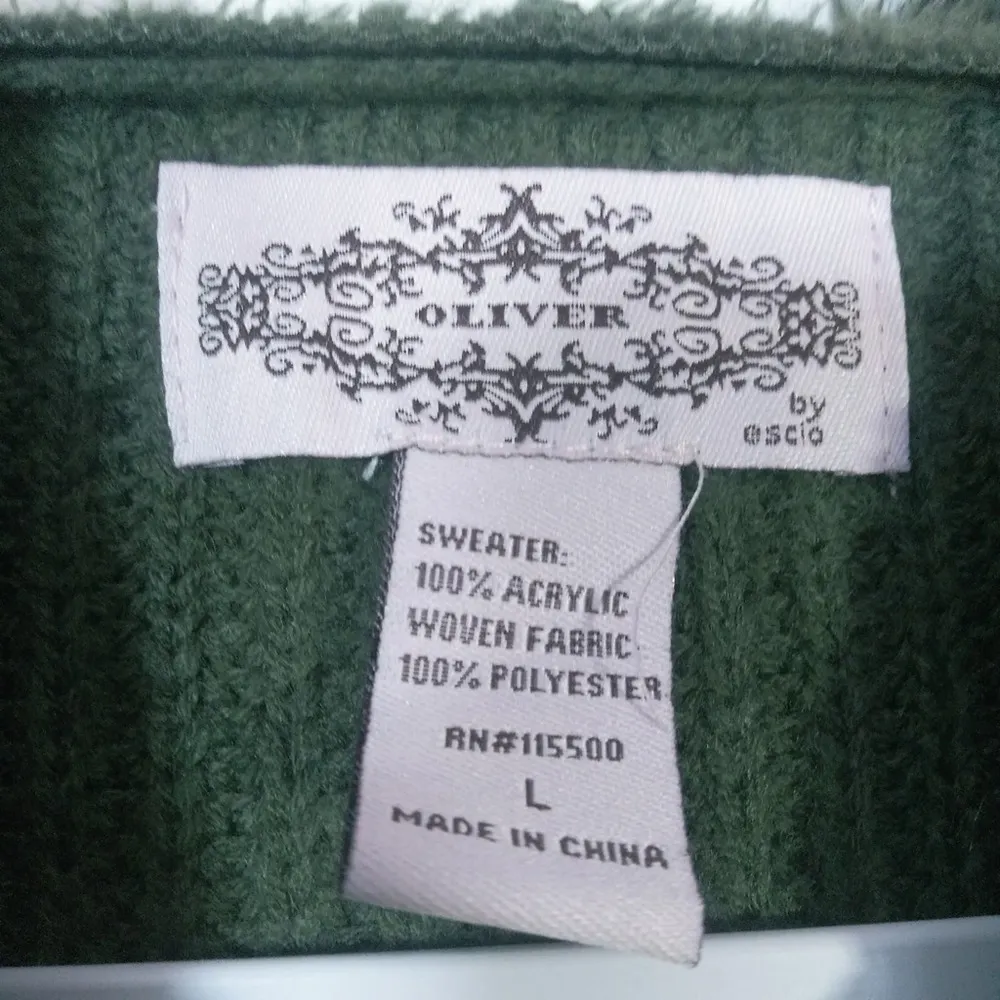 OLIVER
by
escio
SWEATER:
100% ACRYLIC
WOVEN FABRIC
100% POLYESTER
RN#115500
L
MADE IN CHINA